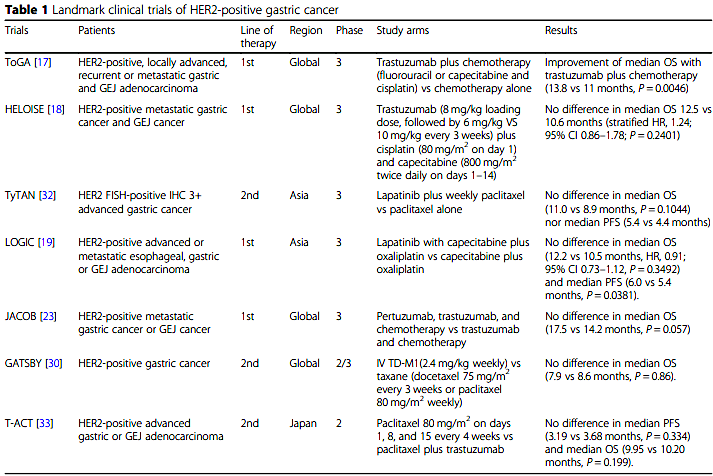 Table 1 Landmark clinical trials of HER2-positive gastric cancer
Trials Patients Line of therapy Region Phase Study arms Results
ToGA [17] HER2-positive, locally advanced, 1st Global 3 Trastuzumab plus chemotherapy Improvement of median OS with
recurrent or metastatic gastric (fluorouracil or capecitabine and trastuzumab plus chemotherapy
and GEJ adenocarcinoma cisplatin) vs chemotherapy alone (13.8 vs 11 months, P = 0.0046)
HELOISE [18] HER2-positive metastatic gastric 1st Global 3 Trastuzumab (8 mg/kg loading No difference in median OS 12.5 vs
cancer and GEJ cancer dose, followed by 6 mg/kg VS 10.6 months (stratified HR, 1.24;
10 mg/kg every 3 weeks) plus 95% CI 0.86–1.78; P = 0.2401)
cisplatin (80 mg/m2 on day 1)
and capecitabine (800 mg/m2
twice daily on days 1–14)
TyTAN [32] HER2 FISH-positive IHC 3+ 2nd Asia 3 Lapatinib plus weekly paclitaxel No difference in median OS
advanced gastric cancer vs paclitaxel alone (11.0 vs 8.9 months, P = 0.1044)
nor median PFS (5.4 vs 4.4 months)
LOGIC [19] HER2-positive advanced or 1st Asia 3 Lapatinib with capecitabine plus No difference in median OS
metastatic esophageal, gastric oxaliplatin vs capecitabine plus (12.2 vs 10.5 months, HR, 0.91;
or GEJ adenocarcinoma oxaliplatin 95% CI 0.73–1.12, P = 0.3492)
and median PFS (6.0 vs 5.4
months, P = 0.0381).
JACOB [23] HER2-positive metastatic 1st Global 3 Pertuzumab, trastuzumab, and No difference in median OS
gastric cancer or GEJ cancer chemotherapy vs trastuzumab (17.5 vs 14.2 months, P = 0.057)
and chemotherapy
GATSBY [30] HER2-positive gastric cancer 2nd Global 2/3 IV TD-M1(2.4 mg/kg weekly) vs No difference in median OS
taxane (docetaxel 75 mg/m2 (7.9 vs 8.6 months, P = 0.86).
every 3 weeks or paclitaxel
80 mg/m2 weekly)
T-ACT [33] HER2-positive advanced 2nd Japan 2 Paclitaxel 80 mg/m2 on days No difference in median PFS
gastric or GEJ adenocarcinoma 1, 8, and 15 every 4 weeks vs (3.19 vs 3.68 months, P = 0.334)
paclitaxel plus trastuzumab and median OS (9.95 vs 10.20
months, P = 0.199).